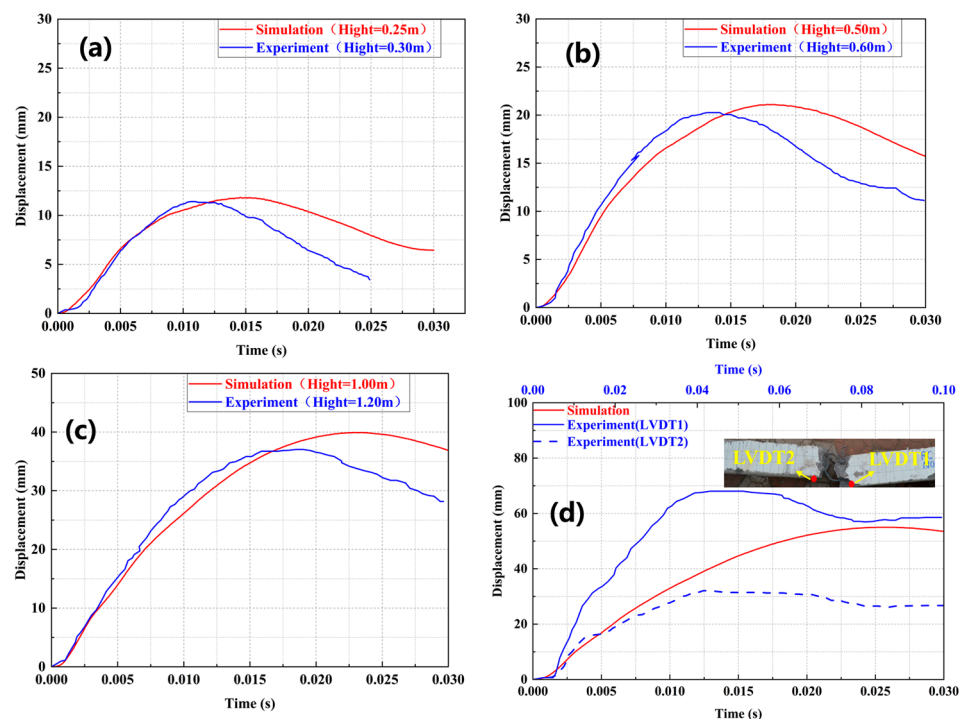 (a)
Simulation（Hight=0.25m）
Experiment（Hight=0.30m）
30
25
20
15
10
5
0
Displacement (mm)
0.000 0.005 0.010 0.015 0.020 0.025 0.030
Time (s)
(b)
Simulation（Hight=0.50m）
Experiment（Hight=0.60m）
30
25
20
15
10
5
0
Displacement (mm)
0.000 0.005 0.010 0.015 0.020 0.025 0.030
Time (s)
(c)
Simulation（Hight=1.00m）
Experiment（Hight=1.20m）
50
40
30
20
10
0
Displacement (mm)
0.000 0.005 0.010 0.015 0.020 0.025 0.030
Time (s)
Time (s)
0.00 0.02 0.04 0.06 0.08 0.10
Simulation
Experiment(LVDT1)
Experiment(LVDT2)
LVDT2 LVDT1
(d)
100
80
60
40
20
0
Displacement (mm)
0.000 0.005 0.010 0.015 0.020 0.025 0.030
Time (s)